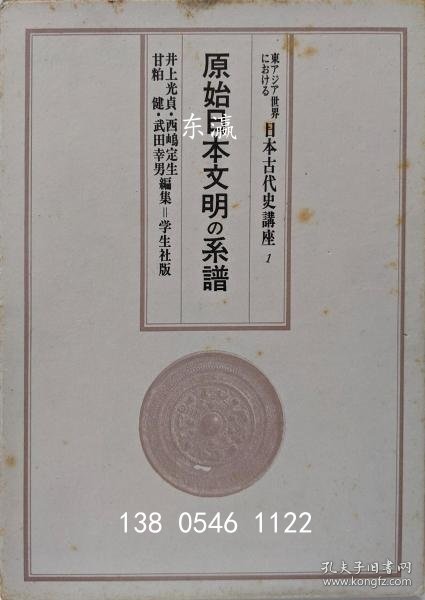 東アジア世界
における
日本古代史講座 1
原始日本文明の系譜
井上光貞・西嶋定生
甘粕 健・武田幸男編集=学生社版
东瀛
138 0546 1122
孔夫子旧书网
www.kongfz.com